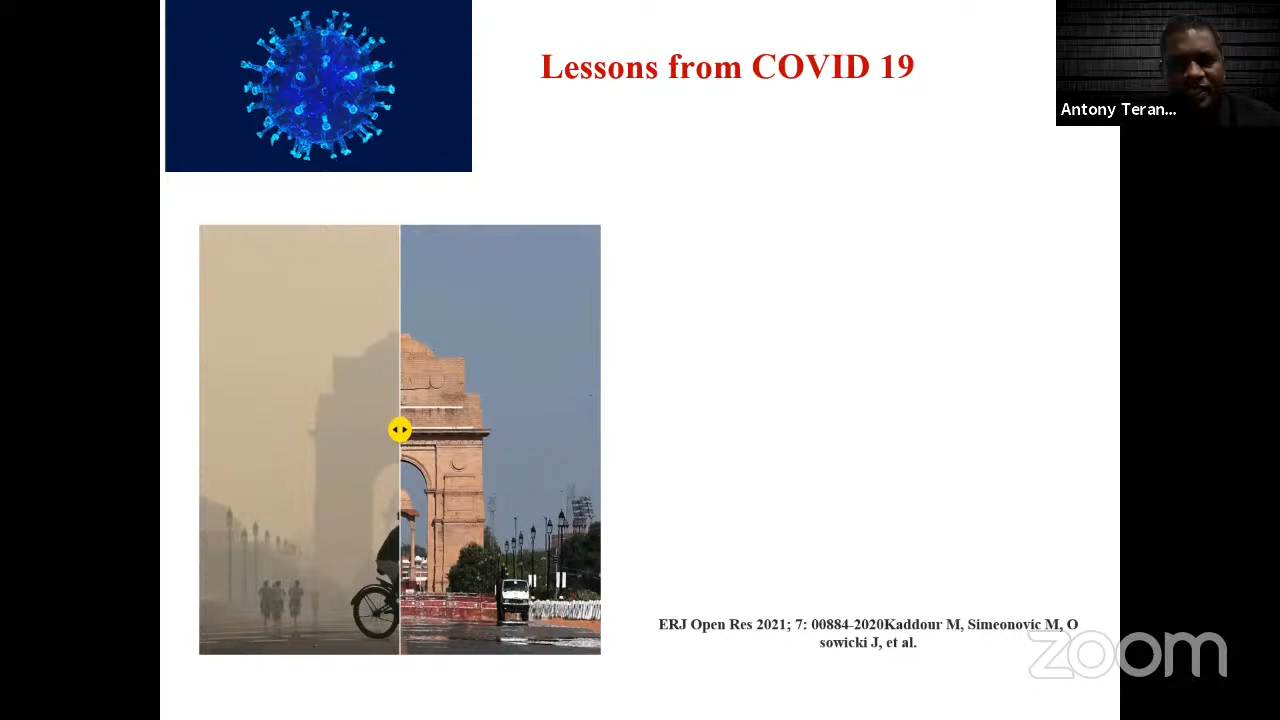 Lessons from COVID 19
Antony Teran...
ERJ Open Res 2021; 7: 00884-2020Kaddour M, Simeonovic M, O
sowicki J, et al.
zoom